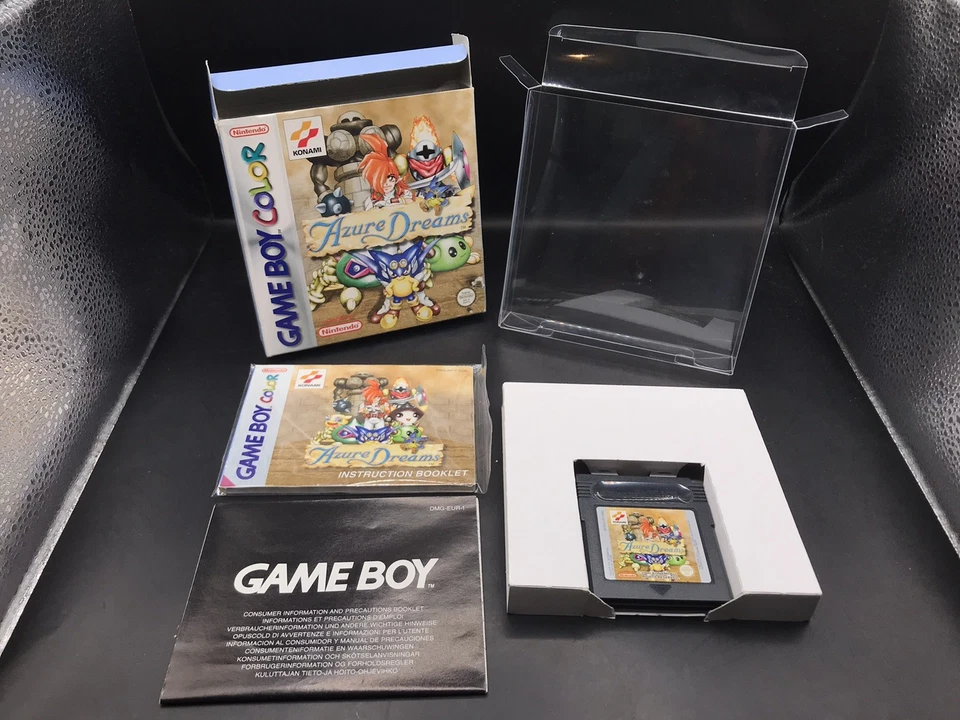 Nintendo
KONAMI
GAME BOY COLOR
Azure Dreams
Nintendo
KONAMI
GAME BOY COLOR
Azure Dreams
INSTRUCTION BOOKLET
DMG-EUR-1
GAME BOY™
CONSUMER INFORMATION AND PRECAUTIONS BOOKLET
INFORMATIONS ET PRÉCAUTIONS D'EMPLOI
VERBRAUCHERINFORMATION UND ANDERE WICHTIGE HINWEISE
OPUSCOLO DI AVVERTENZE E INFORMAZIONI PER L'UTENTE
INFORMACION AL CONSUMIDOR Y MANUAL DE PRECAUCIONES
CONSUMENTENINFORMATIE EN WAARSCHUWINGEN
KONSUMENTINFORMATION OCH SKÖTSELANVISNINGAR
FORBRUGERINFORMATION OG FORHOLDSREGLER
KULUTTAJAN TIETO-JA HOITO-OHJEVIHKO
KONAMI
Azure Dreams